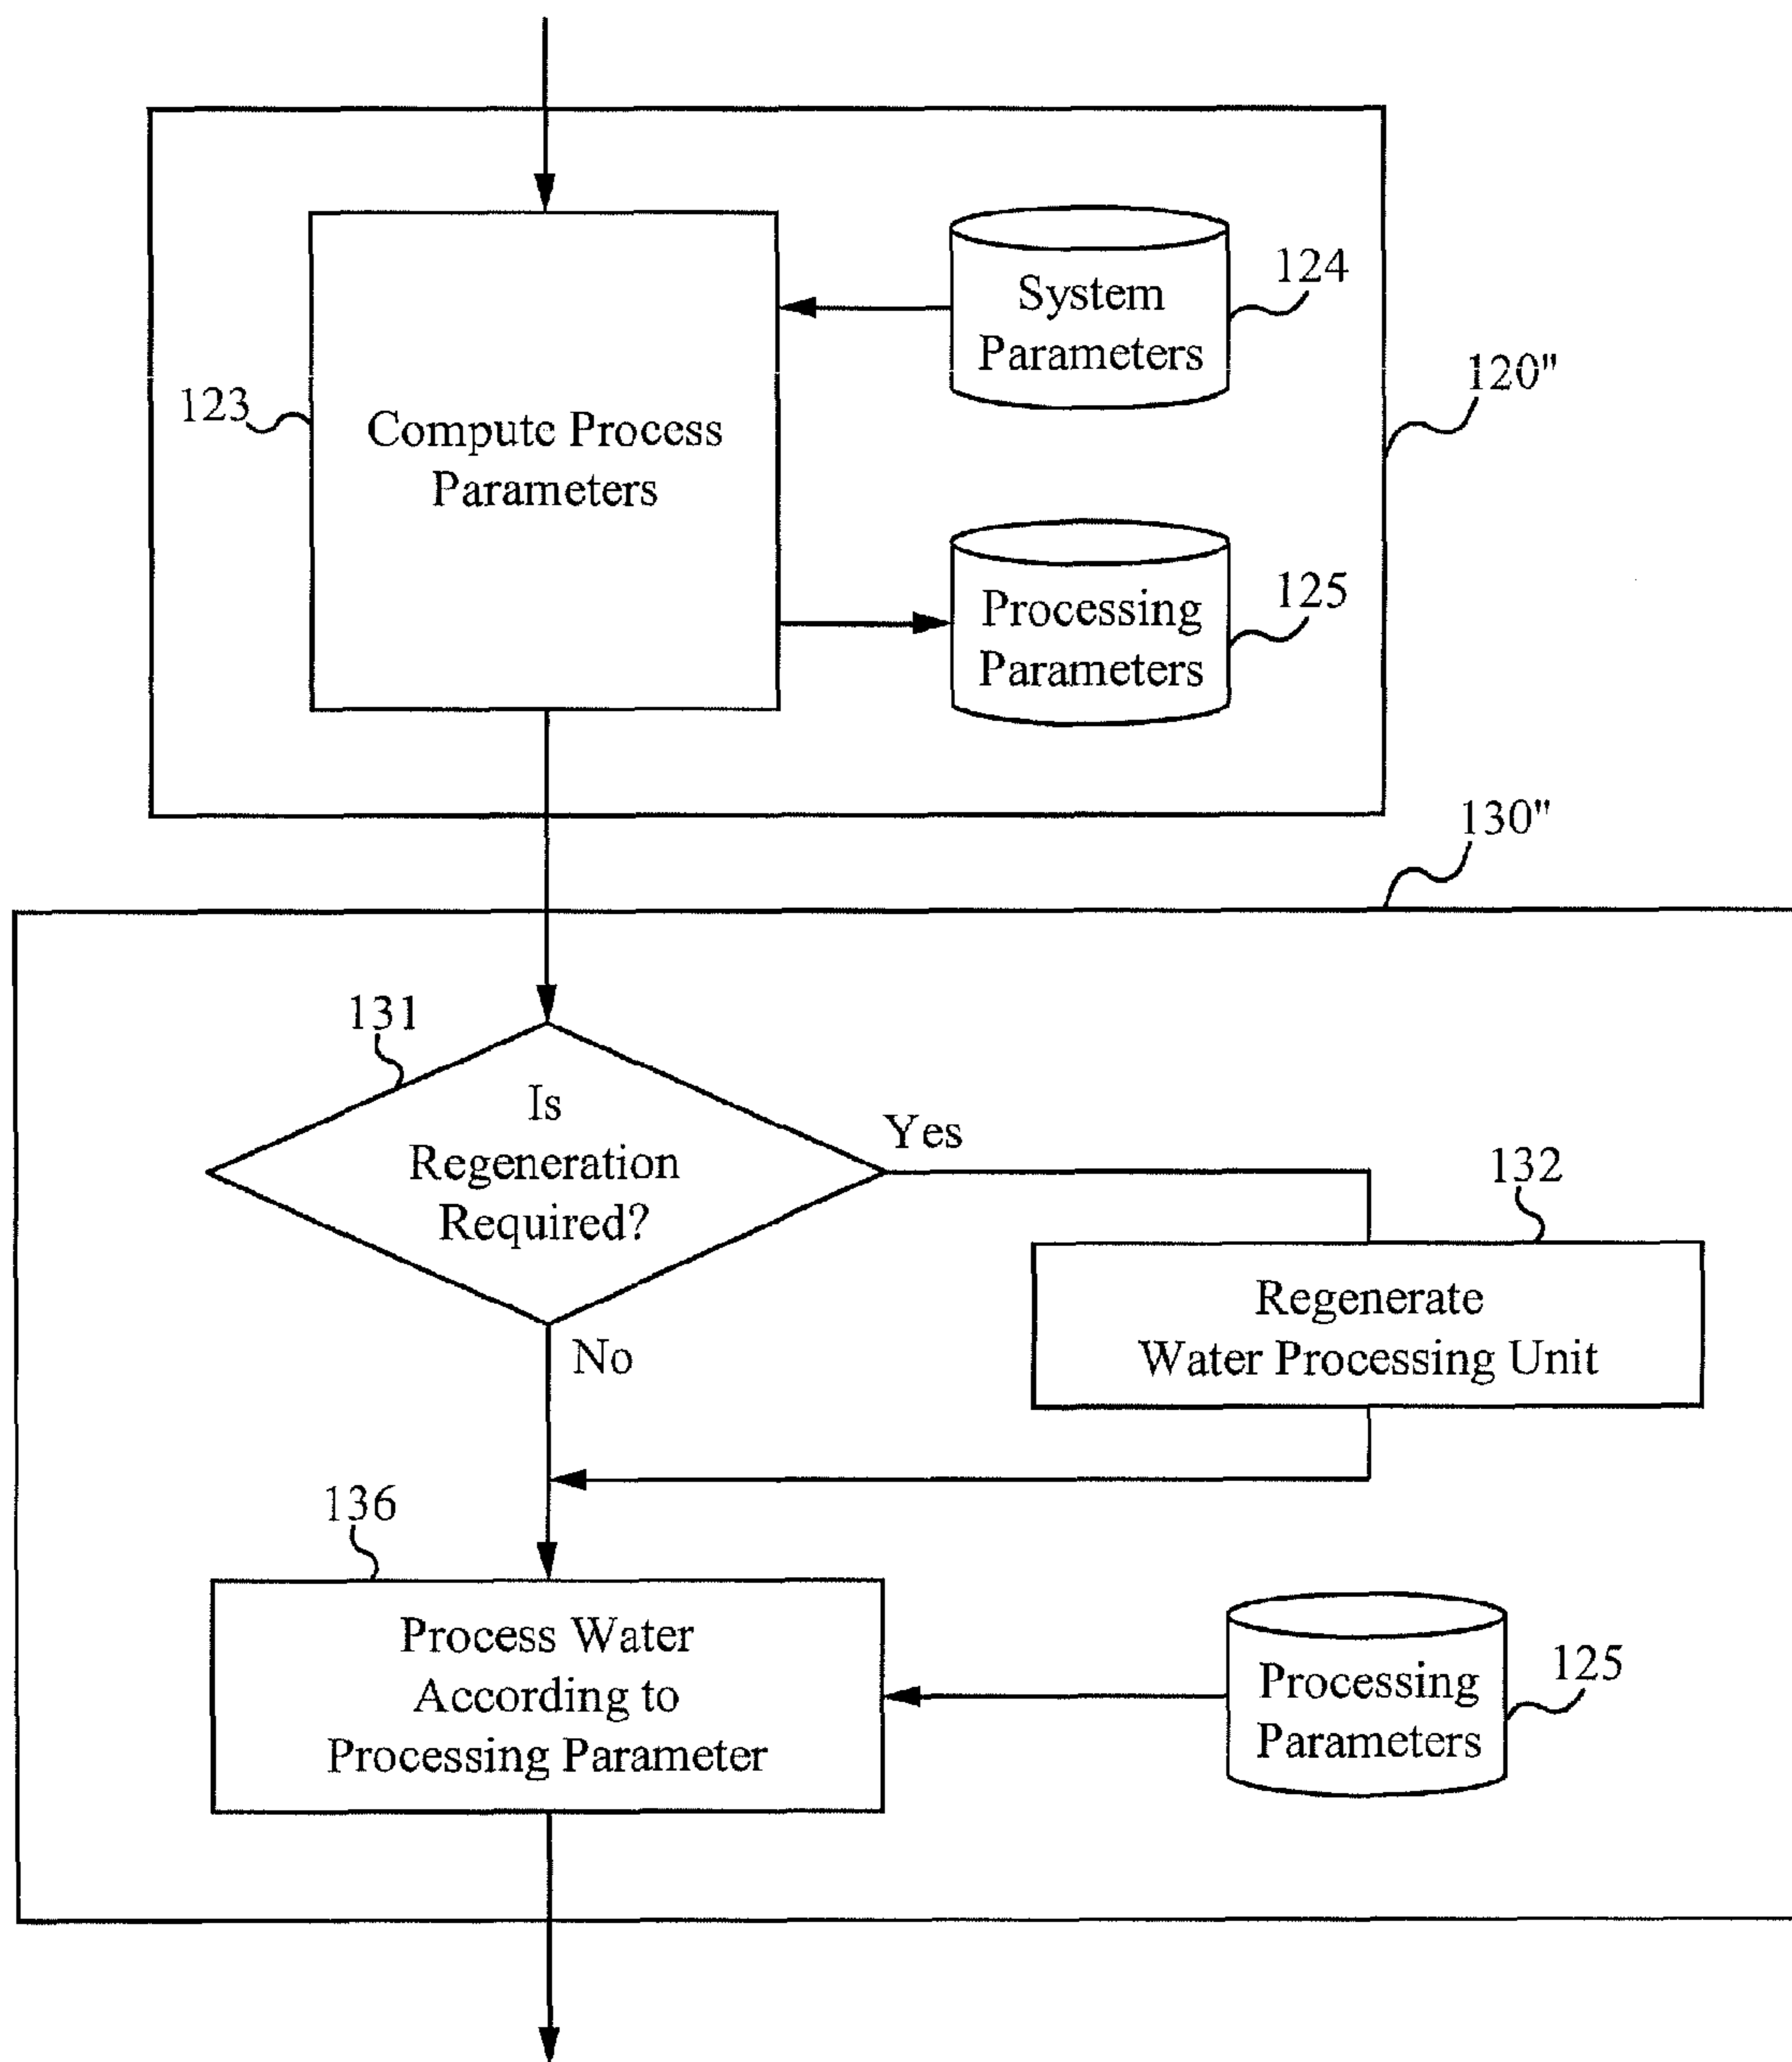 124
System
Parameters
120"
123
Compute Process
Parameters
125
Processing
Parameters
130"
131
Is
Regeneration
Required?
Yes
132
Regenerate
Water Processing Unit
No
136
Process Water
According to
Processing Parameter
125
Processing
Parameters